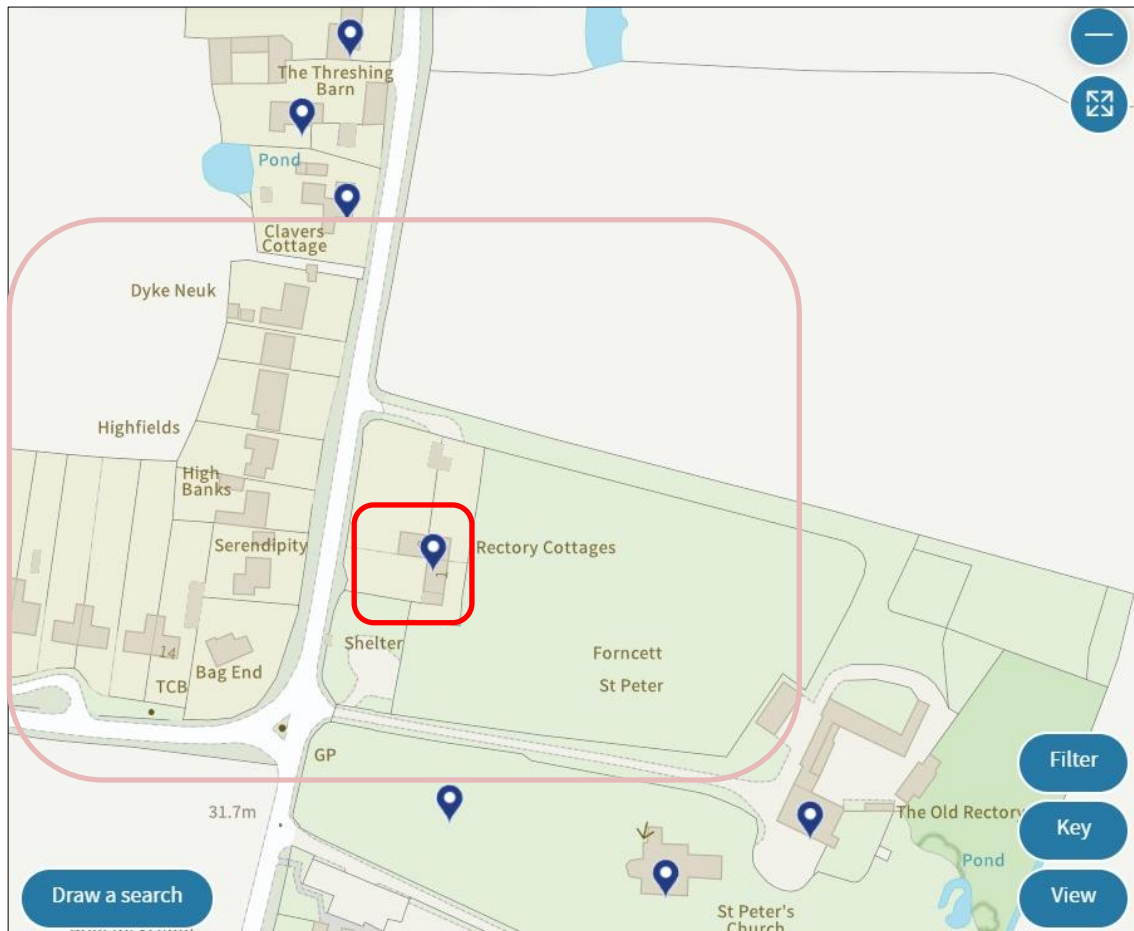 The Threshing
Barn
Pond
Clavers
Cottage
Dyke Neuk
Highfields
High
Banks
Serendipity
Rectory Cottages
1
Shelter
Forncett
St Peter
14
Bag End
TCB
GP
Filter
31.7m
The Old Rectory
Key
Pond
Draw a search
View
St Peter's
Church